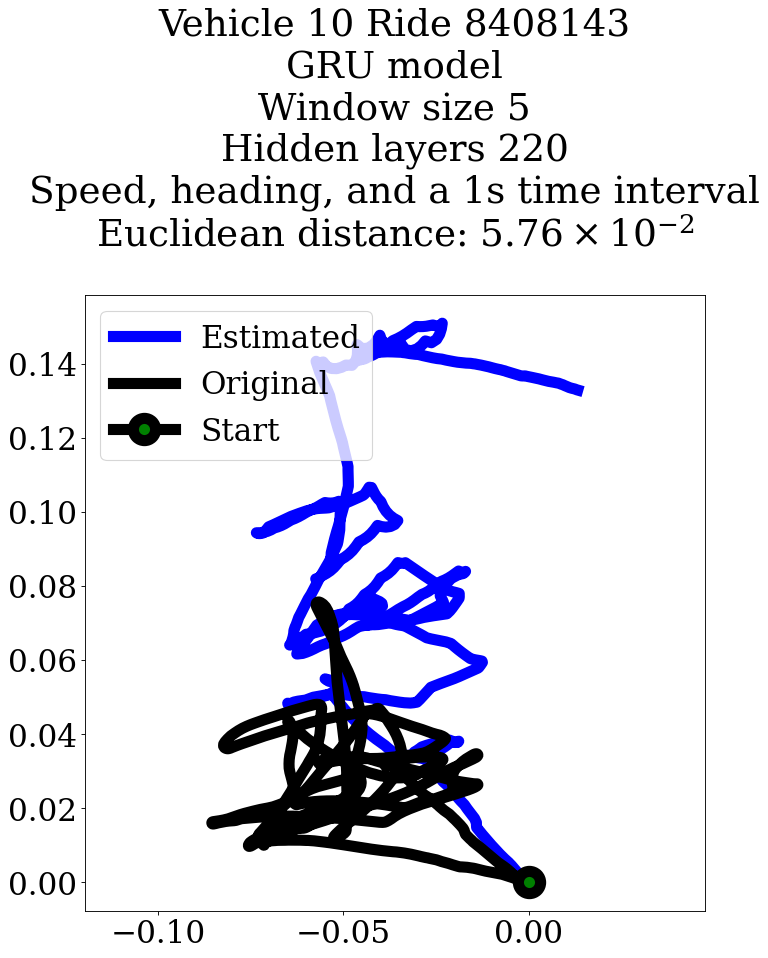 Vehicle 10 Ride 8408143
GRU model
Window size 5
Hidden layers 220
Speed, heading, and a 1s time interval
Euclidean distance: 5.76 × 10⁻²
Estimated
Original
Start
0.14
0.12
0.10
0.08
0.06
0.04
0.02
0.00
−0.10
−0.05
0.00